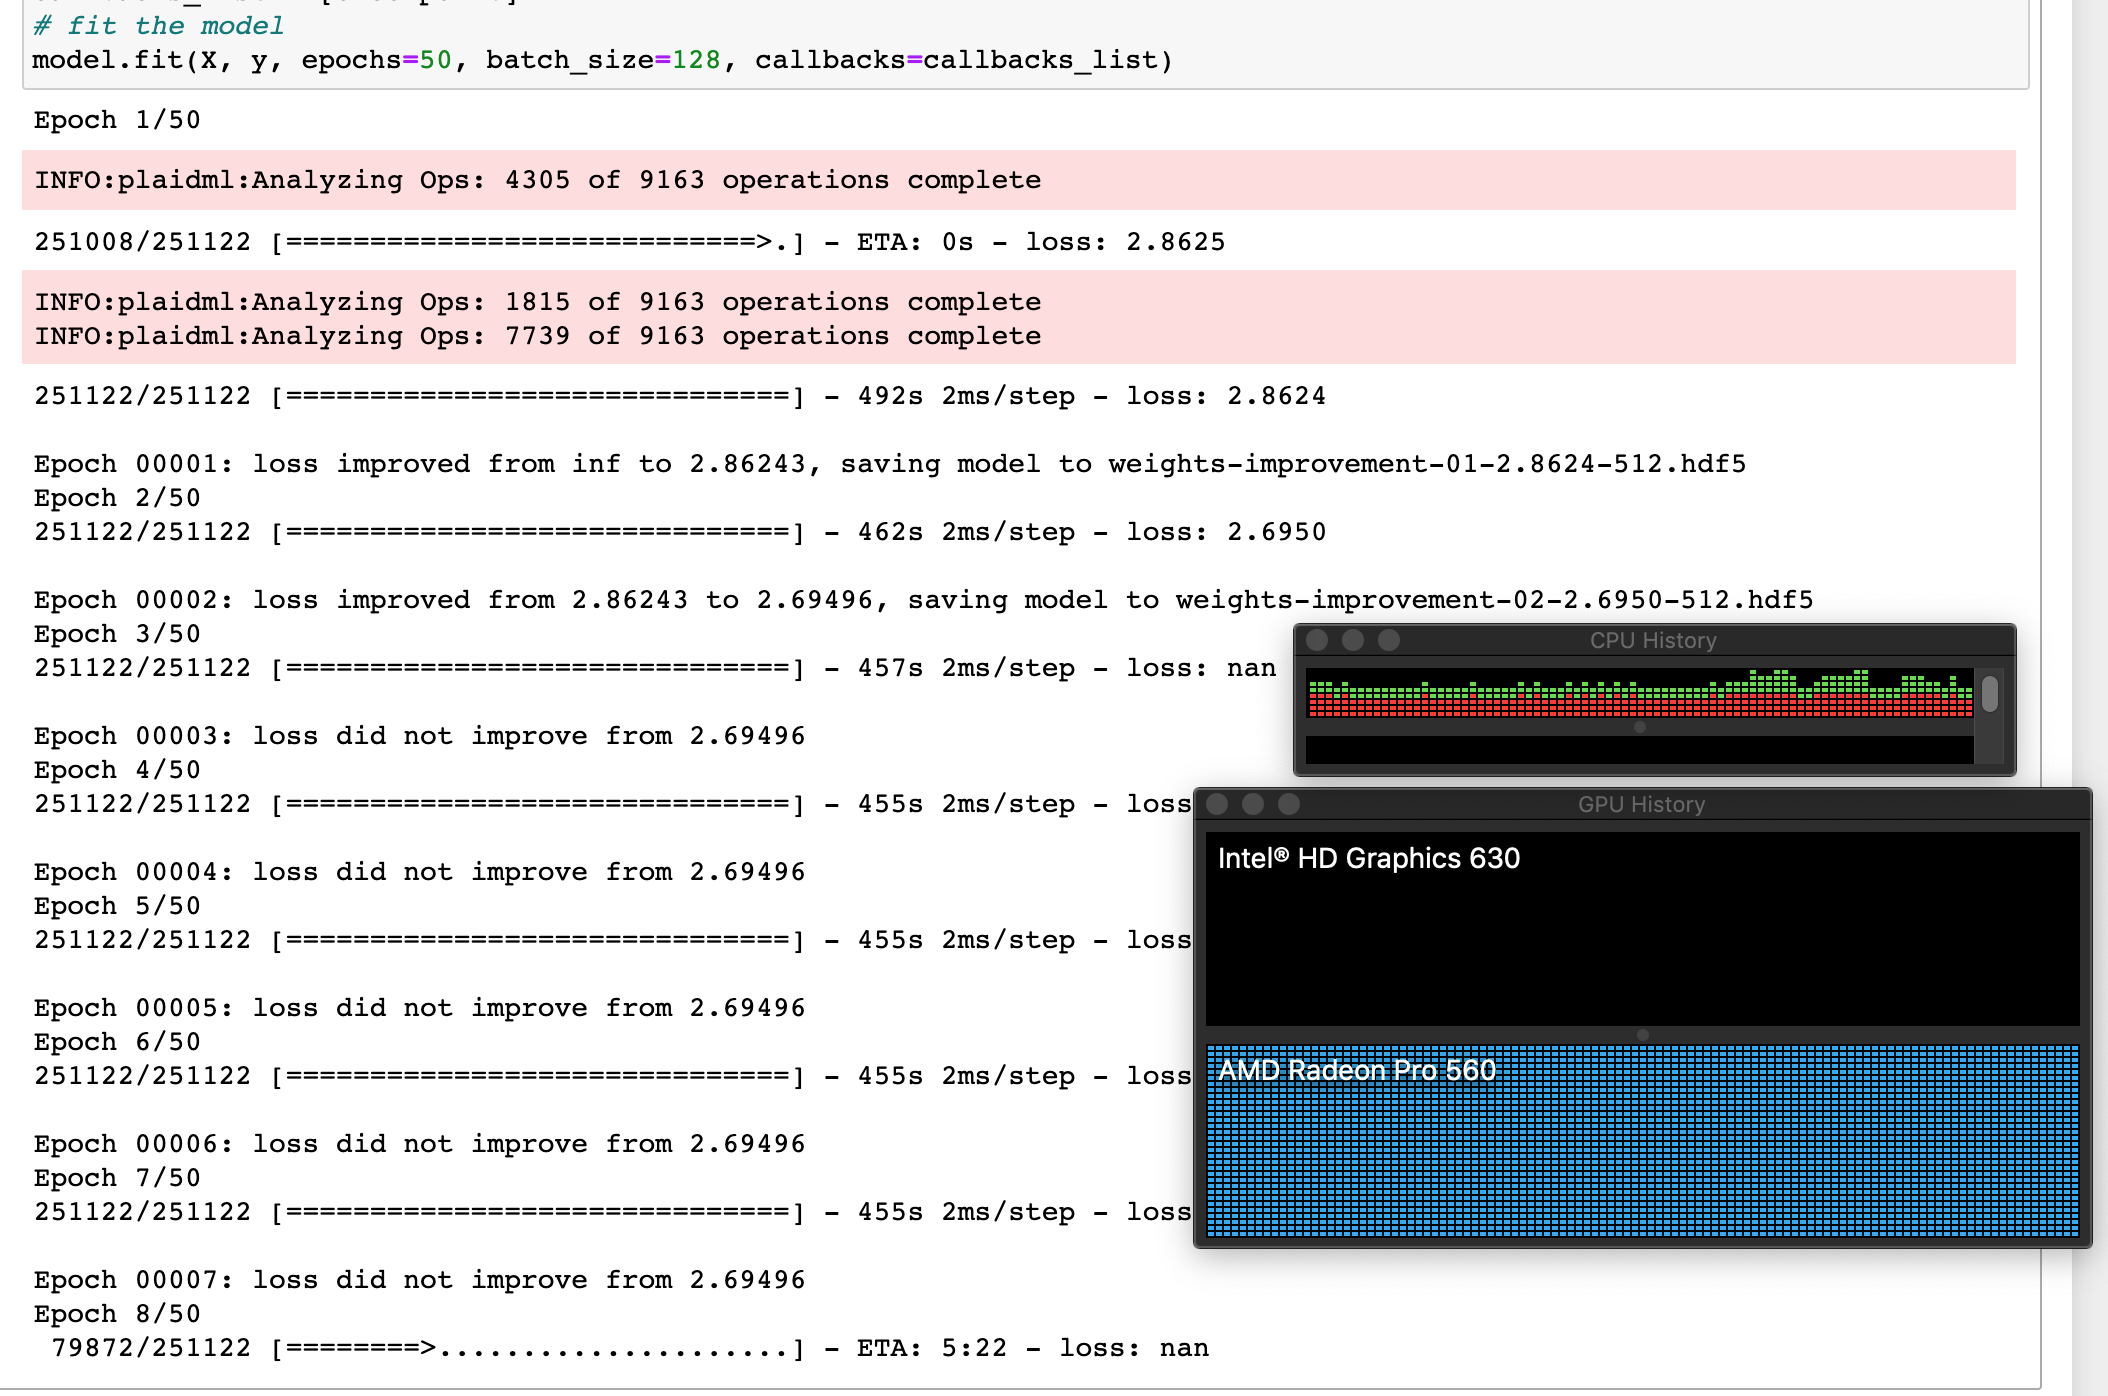 # fit the model
model.fit(X, y, epochs=50, batch_size=128, callbacks=callbacks_list)
Epoch 1/50
INFO:plaidml:Analyzing Ops: 4305 of 9163 operations complete
251008/251122 [============================>.] - ETA: 0s - loss: 2.8625
INFO:plaidml:Analyzing Ops: 1815 of 9163 operations complete
INFO:plaidml:Analyzing Ops: 7739 of 9163 operations complete
251122/251122 [==============================] - 492s 2ms/step - loss: 2.8624
Epoch 00001: loss improved from inf to 2.86243, saving model to weights-improvement-01-2.8624-512.hdf5
Epoch 2/50
251122/251122 [==============================] - 462s 2ms/step - loss: 2.6950
Epoch 00002: loss improved from 2.86243 to 2.69496, saving model to weights-improvement-02-2.6950-512.hdf5
Epoch 3/50
251122/251122 [==============================] - 457s 2ms/step - loss: nan
Epoch 00003: loss did not improve from 2.69496
Epoch 4/50
251122/251122 [==============================] - 455s 2ms/step - loss
Epoch 00004: loss did not improve from 2.69496
Epoch 5/50
251122/251122 [==============================] - 455s 2ms/step - loss
Epoch 00005: loss did not improve from 2.69496
Epoch 6/50
251122/251122 [==============================] - 455s 2ms/step - loss
Epoch 00006: loss did not improve from 2.69496
Epoch 7/50
251122/251122 [==============================] - 455s 2ms/step - loss
Epoch 00007: loss did not improve from 2.69496
Epoch 8/50
79872/251122 [========>.....................] - ETA: 5:22 - loss: nan
CPU History
GPU History
Intel® HD Graphics 630
AMD Radeon Pro 560